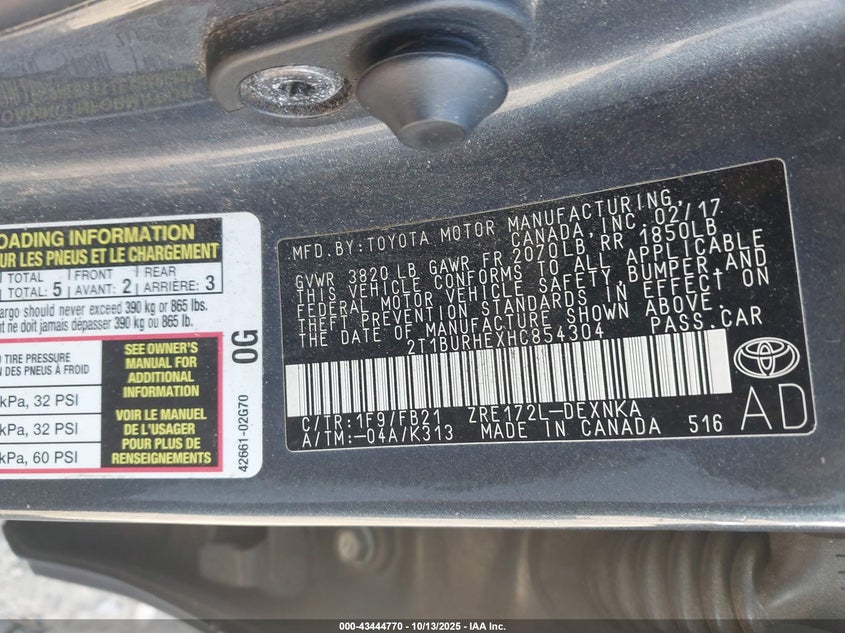 OADING INFORMATION
SUR LES PNEUS ET LE CHARGEMENT
TOTAL FRONT REAR
TOTAL: 5 AVANT: 2 ARRIÈRE: 3
argo should never exceed 390 kg or 865 lbs.
nt ne doit jamais dépasser 390 kg ou 865 lb.
D TIRE PRESSURE
ON DES PNEUS À FROID
kPa, 32 PSI
kPa, 32 PSI
kPa, 60 PSI
SEE OWNER'S
MANUAL FOR
ADDITIONAL
INFORMATION
VOIR LE MANUEL
DE L'USAGER
POUR PLUS DE
RENSEIGNEMENTS
0G
42661-02G70
MFD. BY: TOYOTA MOTOR MANUFACTURING,
CANADA, INC. 02/17
GVWR 3820 LB GAWR FR 2070LB, RR 1850LB
THIS VEHICLE CONFORMS TO ALL APPLICABLE
FEDERAL MOTOR VEHICLE SAFETY, BUMPER AND
THEFT PREVENTION STANDARDS IN EFFECT ON
THE DATE OF MANUFACTURE SHOWN ABOVE.
2T1BURHEXHC854304 PASS. CAR
C/TR: 1F9/FB21 ZRE172L-DEXNKA
A/TM: -04A/K313 MADE IN CANADA 516
AD
000-43444770 - 10/13/2025 - IAA Inc.